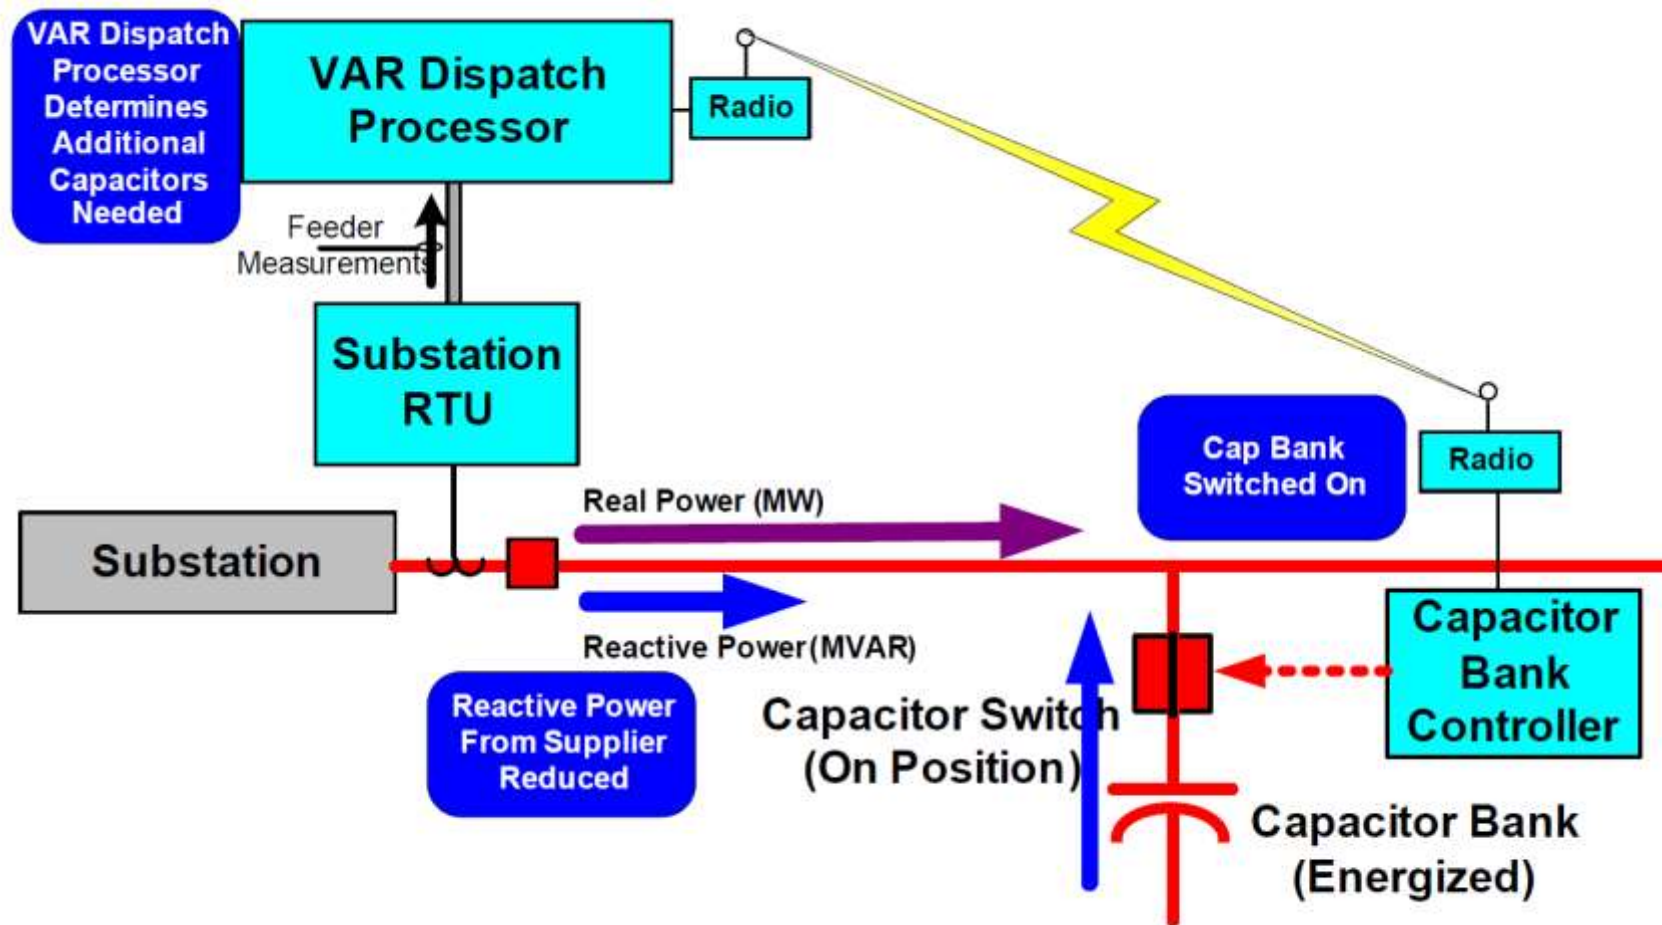 VAR Dispatch
Processor
Determines
Additional
Capacitors
Needed
VAR Dispatch
Processor
Radio
Feeder
Measurements
Substation
RTU
Cap Bank
Switched On
Radio
Real Power (MW)
Substation
Reactive Power(MVAR)
Reactive Power
From Supplier
Reduced
Capacitor Switch
(On Position)
Capacitor
Bank
Controller
Capacitor Bank
(Energized)